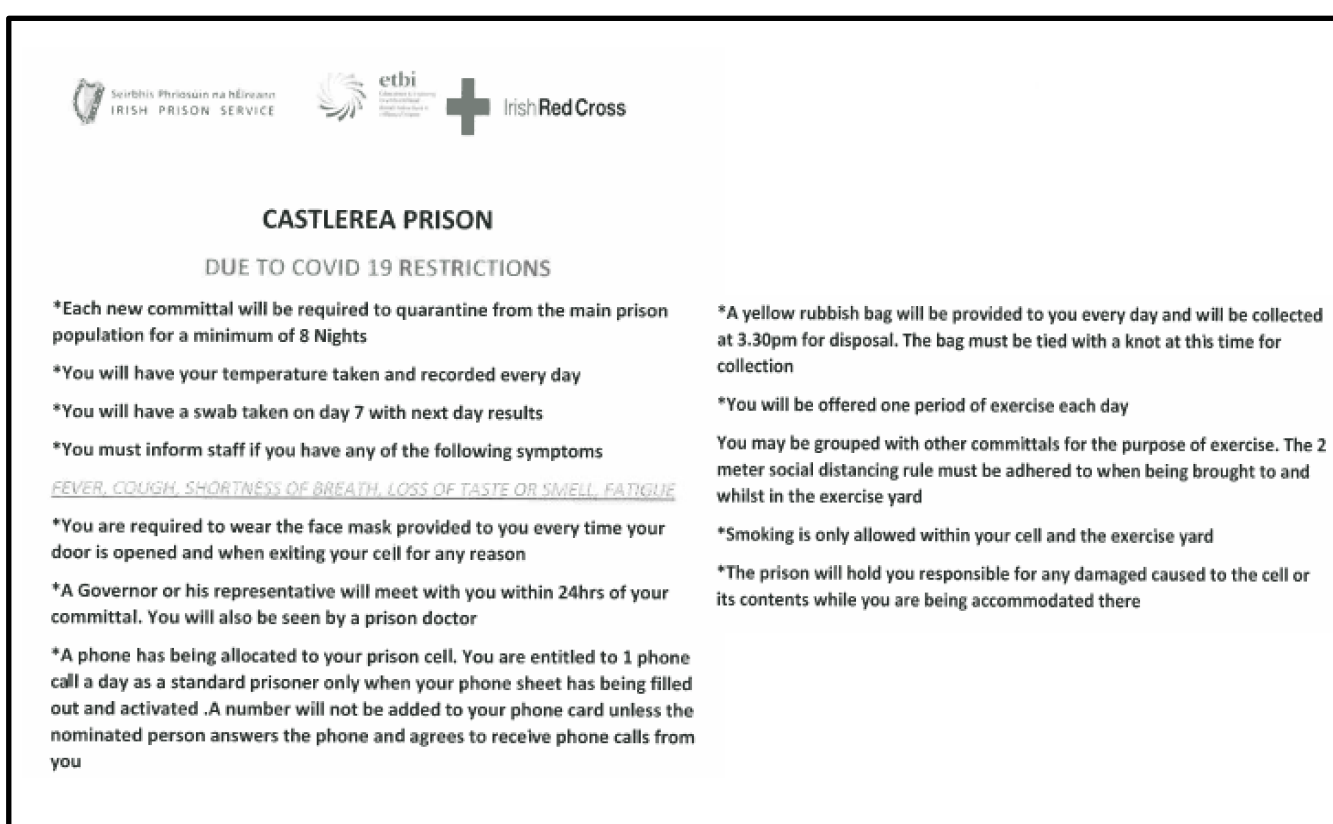 Seirbhís Phríosúin na hÉireann
IRISH PRISON SERVICE
etbi
IrishRed Cross
CASTLEREA PRISON
DUE TO COVID 19 RESTRICTIONS
*Each new committal will be required to quarantine from the main prison
population for a minimum of 8 Nights
*You will have your temperature taken and recorded every day
*You will have a swab taken on day 7 with next day results
*You must inform staff if you have any of the following symptoms
FEVER, COUGH, SHORTNESS OF BREATH, LOSS OF TASTE OR SMELL, FATIGUE
*You are required to wear the face mask provided to you every time your
door is opened and when exiting your cell for any reason
*A Governor or his representative will meet with you within 24hrs of your
committal. You will also be seen by a prison doctor
*A phone has being allocated to your prison cell. You are entitled to 1 phone
call a day as a standard prisoner only when your phone sheet has being filled
out and activated .A number will not be added to your phone card unless the
nominated person answers the phone and agrees to receive phone calls from
you
*A yellow rubbish bag will be provided to you every day and will be collected
at 3.30pm for disposal. The bag must be tied with a knot at this time for
collection
*You will be offered one period of exercise each day
You may be grouped with other committals for the purpose of exercise. The 2
meter social distancing rule must be adhered to when being brought to and
whilst in the exercise yard
*Smoking is only allowed within your cell and the exercise yard
*The prison will hold you responsible for any damaged caused to the cell or
its contents while you are being accommodated there